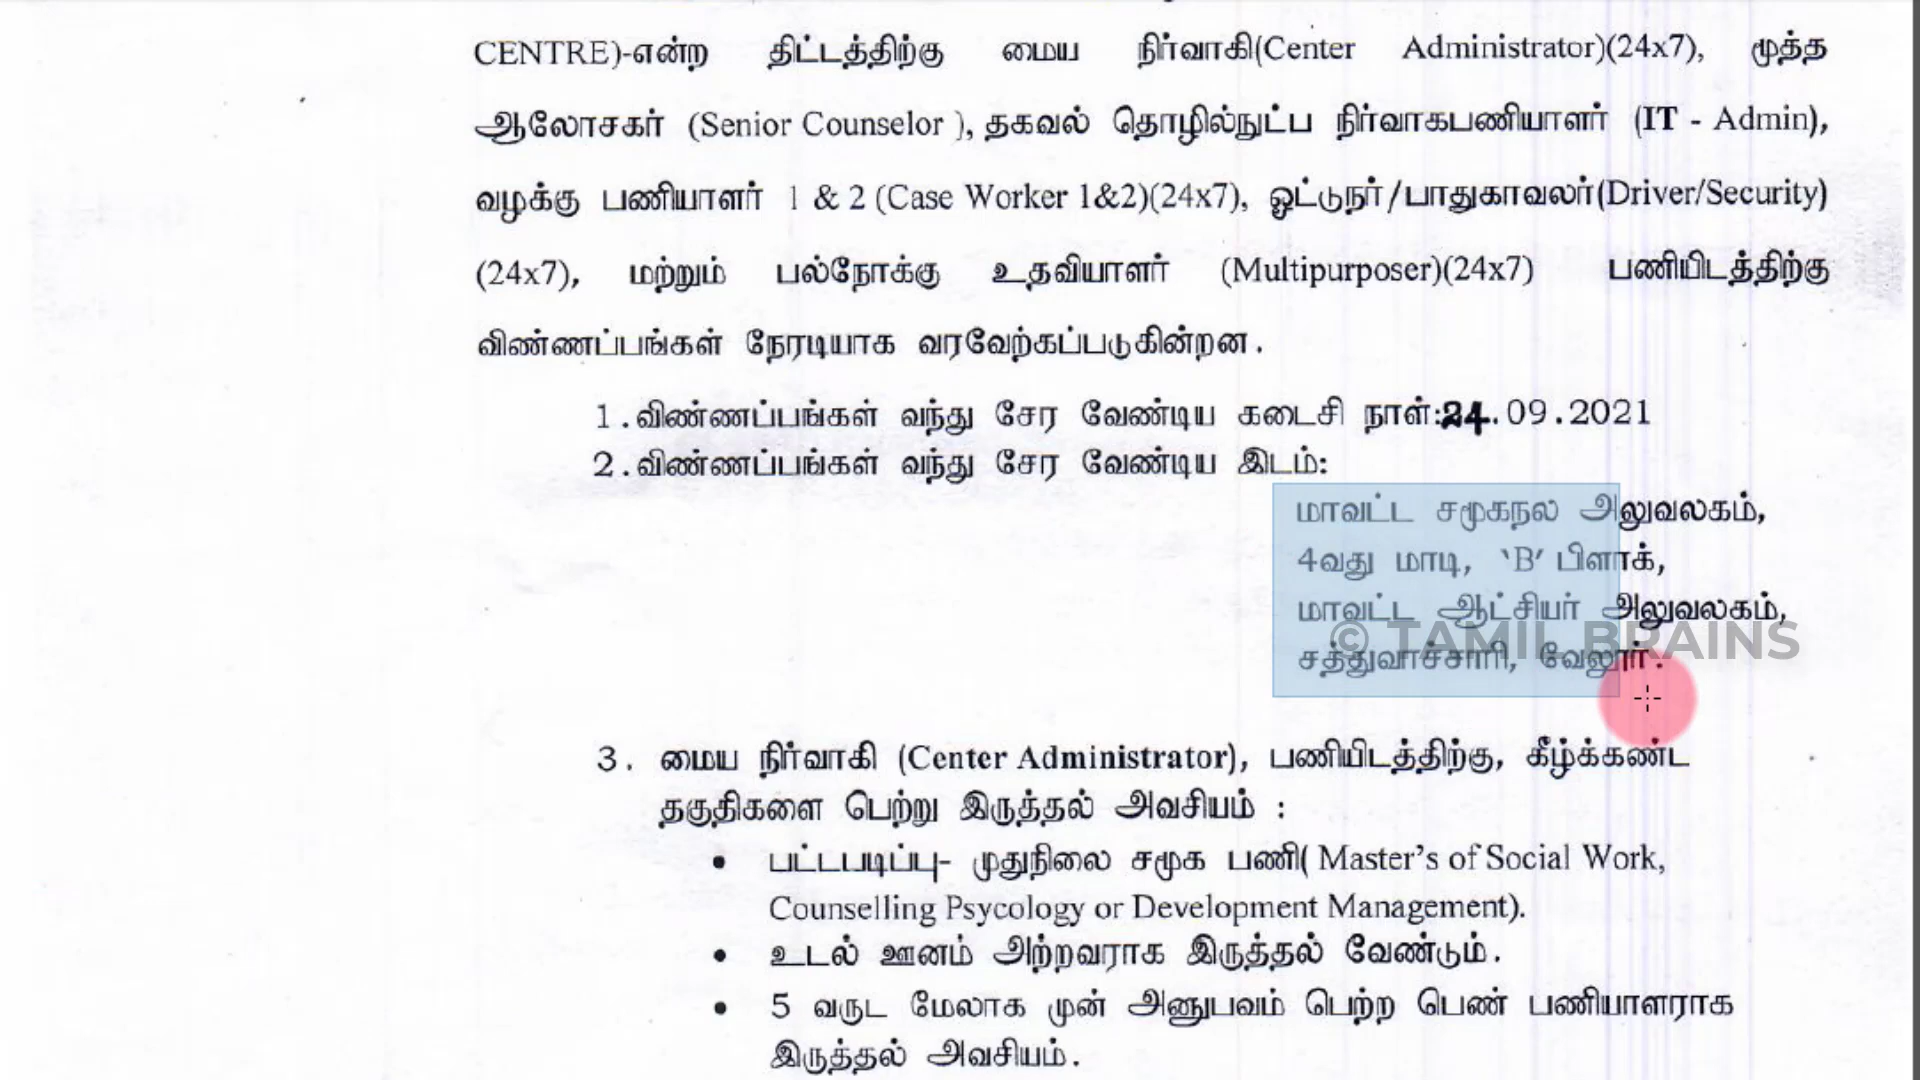 CENTRE)-என்ற திட்டத்திற்கு மைய நிர்வாகி(Center Administrator)(24x7), மூத்த
ஆலோசகர் (Senior Counselor ), தகவல் தொழில்நுட்ப நிர்வாகபணியாளர் (IT - Admin),
வழக்கு பணியாளர் 1 & 2 (Case Worker 1&2)(24x7), ஓட்டுநர்/பாதுகாவலர்(Driver/Security)
(24x7), மற்றும் பல்நோக்கு உதவியாளர் (Multipurposer)(24x7) பணியிடத்திற்கு
விண்ணப்பங்கள் நேரடியாக வரவேற்கப்படுகின்றன.
1.விண்ணப்பங்கள் வந்து சேர வேண்டிய கடைசி நாள்:24.09.2021
2.விண்ணப்பங்கள் வந்து சேர வேண்டிய இடம்:
மாவட்ட சமூகநல அலுவலகம்,
4வது மாடி, 'B' பிளாக்,
மாவட்ட ஆட்சியர் அலுவலகம்,
© TAMIL BRAINS
சத்துவாச்சாரி, வேலூர்.
3. மைய நிர்வாகி (Center Administrator), பணியிடத்திற்கு, கீழ்க்கண்ட
தகுதிகளை பெற்று இருத்தல் அவசியம் :
• பட்டபடிப்பு- முதுநிலை சமூக பணி( Master's of Social Work,
Counselling Psycology or Development Management).
• உடல் ஊனம் அற்றவராக இருத்தல் வேண்டும்.
• 5 வருட மேலாக முன் அனுபவம் பெற்ற பெண் பணியாளராக
இருத்தல் அவசியம்.